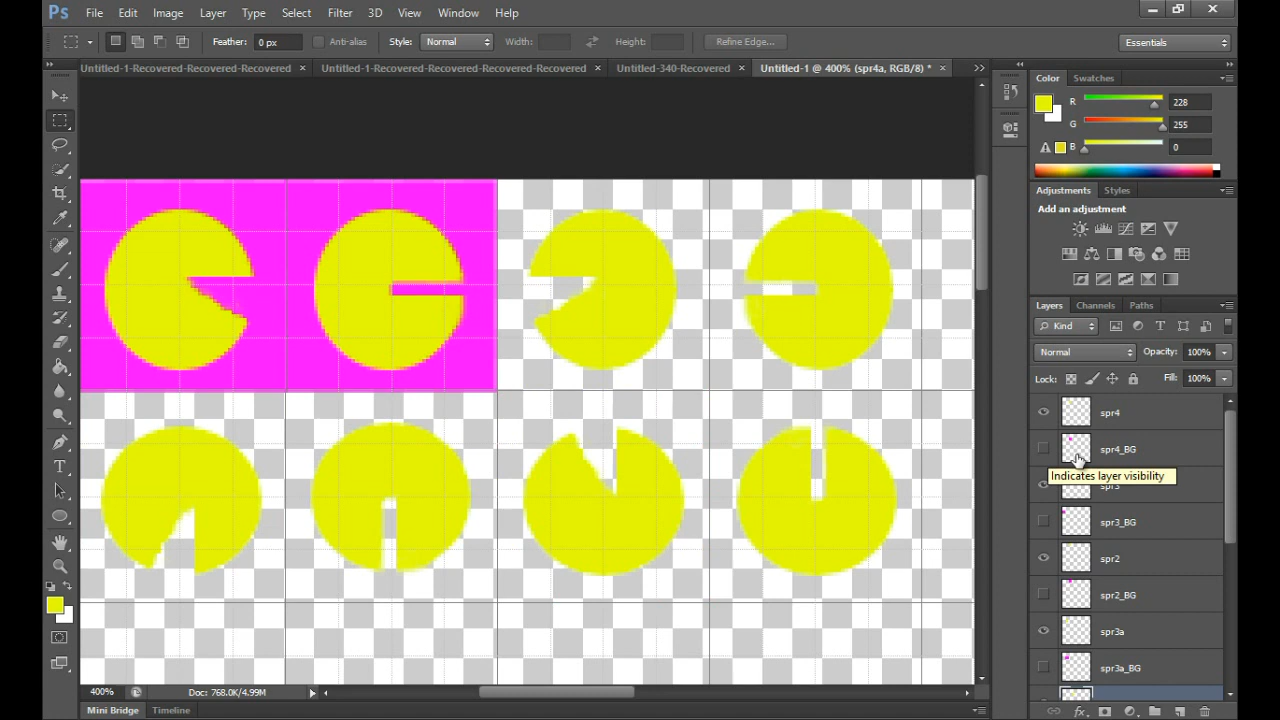 Ps File Edit Image Layer Type Select Filter 3D View Window Help
Feather: 0 px Anti-alias Style: Normal Width: Height: Refine Edge... Essentials
Untitled-1-Recovered-Recovered-Recovered × Untitled-1-Recovered-Recovered-Recovered × Untitled-340-Recovered × Untitled-1 @ 400% (spr4a, RGB/8) * ×
Color Swatches
R 228
G 255
B 0
Adjustments Styles
Add an adjustment
Layers Channels Paths
Kind
Normal Opacity: 100%
Lock: Fill: 100%
spr4
spr4_BG
Indicates layer visibility
spr3
spr3_BG
spr2
spr2_BG
spr3a
spr3a_BG
400% Doc: 768.0K/4.99M
Mini Bridge Timeline